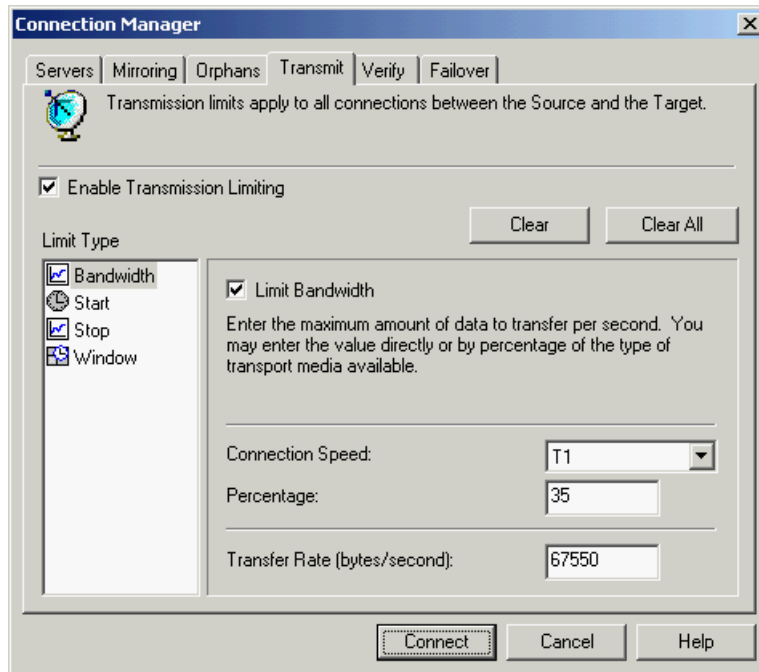 Connection Manager
Servers Mirroring Orphans Transmit Verify Failover
Transmission limits apply to all connections between the Source and the Target.
Enable Transmission Limiting
Clear Clear All
Limit Type
Bandwidth
Start
Stop
Window
Limit Bandwidth
Enter the maximum amount of data to transfer per second. You
may enter the value directly or by percentage of the type of
transport media available.
Connection Speed: T1
Percentage: 35
Transfer Rate (bytes/second): 67550
Connect Cancel Help